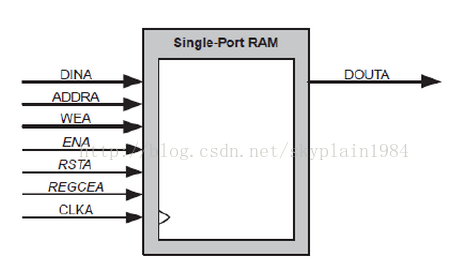 Single-Port RAM
DINA
DOUTA
ADDRA
WEA
ENA
http://blog.csdn.net/skyplain1984
RSTA
REGCEA
CLKA